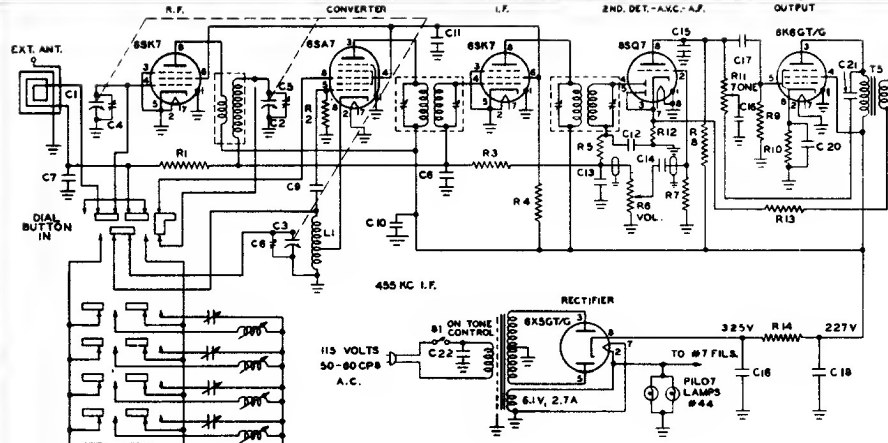 R.F.
CONVERTER
I.F.
2ND. DET.-A.V.C.-A.F.
OUTPUT
EXT. ANT.
6SK7
6SA7
6SK7
6SQ7
6K6GT/G
C1
C4
C5
C2
R2
C11
C15
C17
C21
T5
R11
TONE
C16
R9
R10
C20
R1
R3
R5
C12
R12
C13
C14
R6
VOL.
R7
R8
R4
R13
C7
C9
C6
C10
DIAL
BUTTON
IN
C3
C6
L1
455 KC I.F.
RECTIFIER
6X5GT/G
S1
ON TONE
CONTROL
C22
115 VOLTS
50-60 CPS
A.C.
6.1V, 2.7A
325V
R14
227V
TO #7 FILS.
PILOT
LAMPS
#44
C18
C18